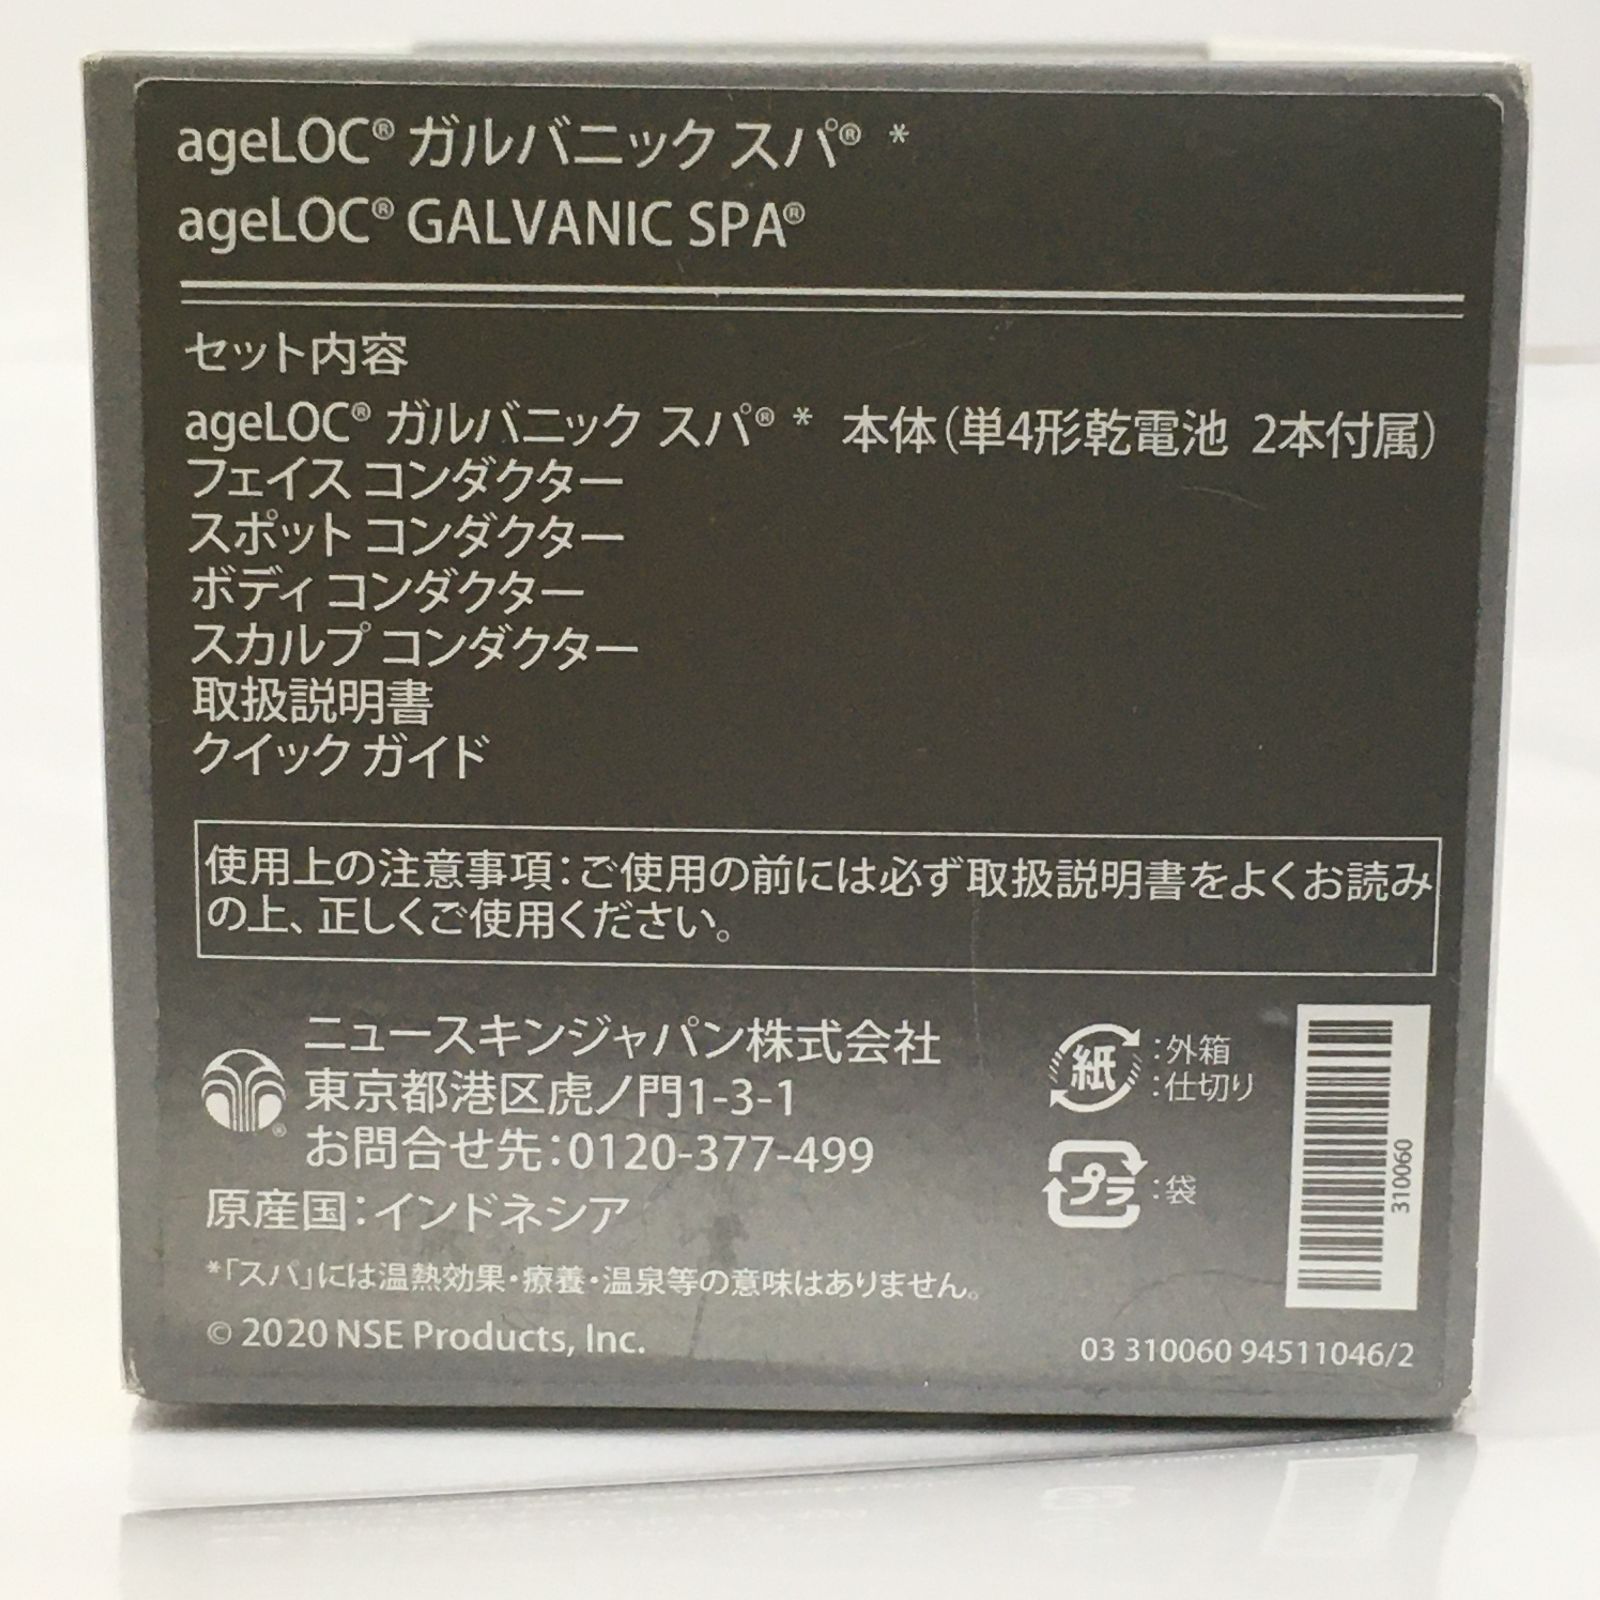 ageLOC® ガルバニック スパ® *
ageLOC® GALVANIC SPA®
セット内容
ageLOC® ガルバニック スパ® * 本体(単4形乾電池 2本付属)
フェイス コンダクター
スポット コンダクター
ボディ コンダクター
スカルプ コンダクター
取扱説明書
クイック ガイド
使用上の注意事項:ご使用の前には必ず取扱説明書をよくお読み
の上、正しくご使用ください。
ニュースキンジャパン株式会社
東京都港区虎ノ門1-3-1
お問合せ先:0120-377-499
原産国:インドネシア
*「スパ」には温熱効果・療養・温泉等の意味はありません。
© 2020 NSE Products, Inc.
紙 :外箱
:仕切り
プラ :袋
310060
03 310060 94511046/2